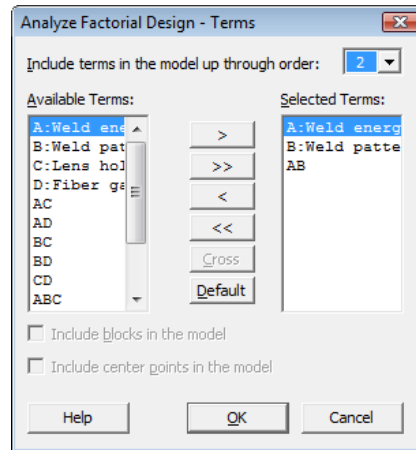 Analyze Factorial Design - Terms
Include terms in the model up through order: 2
Available Terms:
A:Weld ene
B:Weld pat
C:Lens hol
D:Fiber ga
AC
AD
BC
BD
CD
ABC
>
>>
<
<<
Cross
Default
Selected Terms:
A:Weld energ
B:Weld patte
AB
Include blocks in the model
Include center points in the model
Help
OK
Cancel